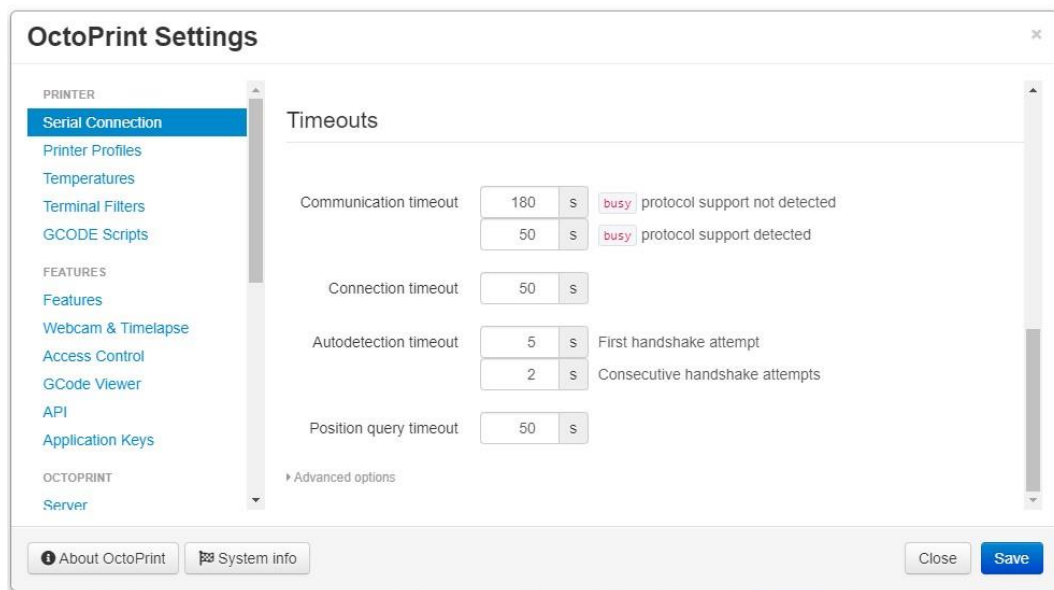 OctoPrint Settings
×
PRINTER
Serial Connection
Printer Profiles
Temperatures
Terminal Filters
GCODE Scripts
FEATURES
Features
Webcam & Timelapse
Access Control
GCode Viewer
API
Application Keys
OCTOPRINT
Server
Timeouts
Communication timeout 180 s busy protocol support not detected
50 s busy protocol support detected
Connection timeout 50 s
Autodetection timeout 5 s First handshake attempt
2 s Consecutive handshake attempts
Position query timeout 50 s
Advanced options
About OctoPrint System info Close Save